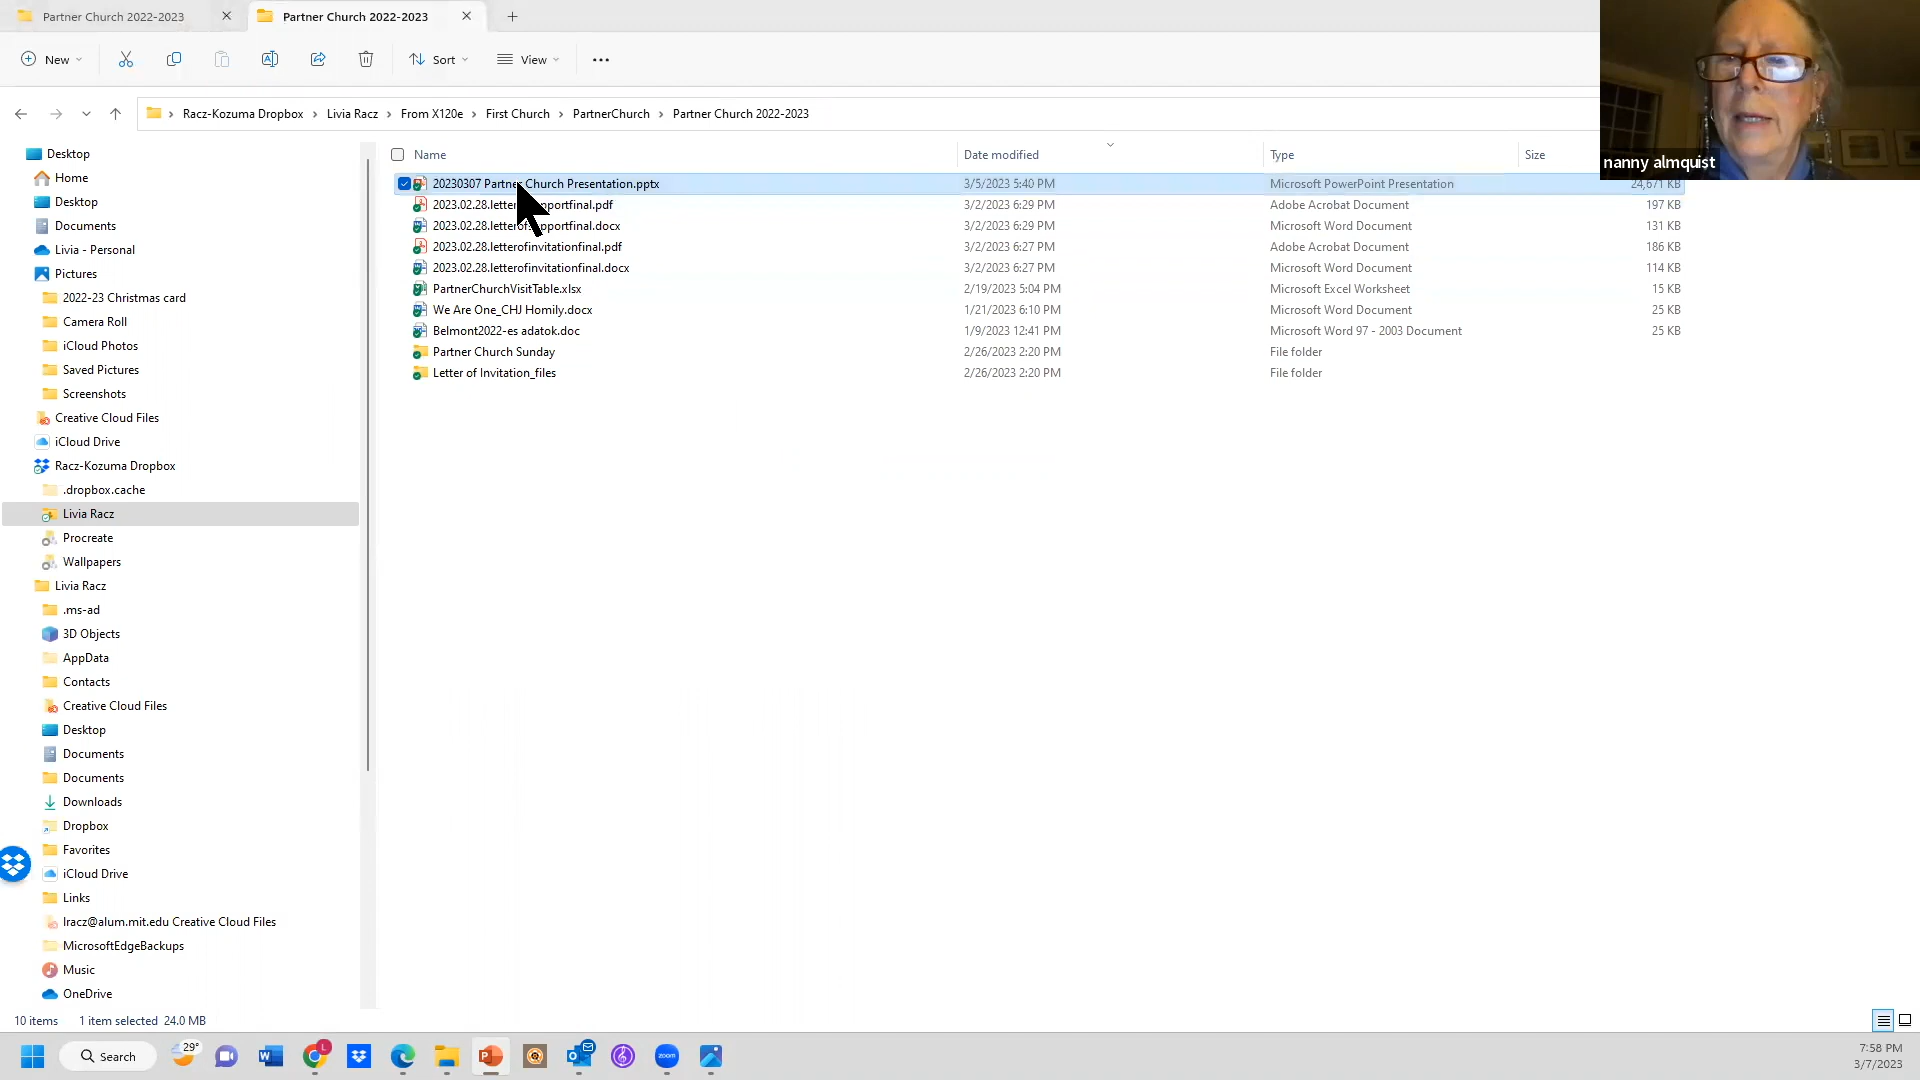 Partner Church 2022-2023
Partner Church 2022-2023
New
Sort
View
Racz-Kozuma Dropbox > Livia Racz > From X120e > First Church > PartnerChurch > Partner Church 2022-2023
nanny almquist
Name Date modified Type Size
20230307 Partner Church Presentation.pptx 3/5/2023 5:40 PM Microsoft PowerPoint Presentation 24,671 KB
3/2/2023 6:29 PM Adobe Acrobat Document 197 KB
3/2/2023 6:29 PM Microsoft Word Document 131 KB
2023.02.28.letterofinvitationfinal.pdf 3/2/2023 6:27 PM Adobe Acrobat Document 186 KB
2023.02.28.letterofinvitationfinal.docx 3/2/2023 6:27 PM Microsoft Word Document 114 KB
PartnerChurchVisitTable.xlsx 2/19/2023 5:04 PM Microsoft Excel Worksheet 15 KB
We Are One_CHJ Homily.docx 1/21/2023 6:10 PM Microsoft Word Document 25 KB
Belmont2022-es adatok.doc 1/9/2023 12:41 PM Microsoft Word 97 - 2003 Document 25 KB
Partner Church Sunday 2/26/2023 2:20 PM File folder
Letter of Invitation_files 2/26/2023 2:20 PM File folder
Desktop
Home
Desktop
Documents
Livia - Personal
Pictures
2022-23 Christmas card
Camera Roll
iCloud Photos
Saved Pictures
Screenshots
Creative Cloud Files
iCloud Drive
Racz-Kozuma Dropbox
.dropbox.cache
Livia Racz
Procreate
Wallpapers
Livia Racz
.ms-ad
3D Objects
AppData
Contacts
Creative Cloud Files
Desktop
Documents
Documents
Downloads
Dropbox
Favorites
iCloud Drive
Links
lracz@alum.mit.edu Creative Cloud Files
MicrosoftEdgeBackups
Music
OneDrive
10 items 1 item selected 24.0 MB
Search
29°
zoom
7:58 PM
3/7/2023